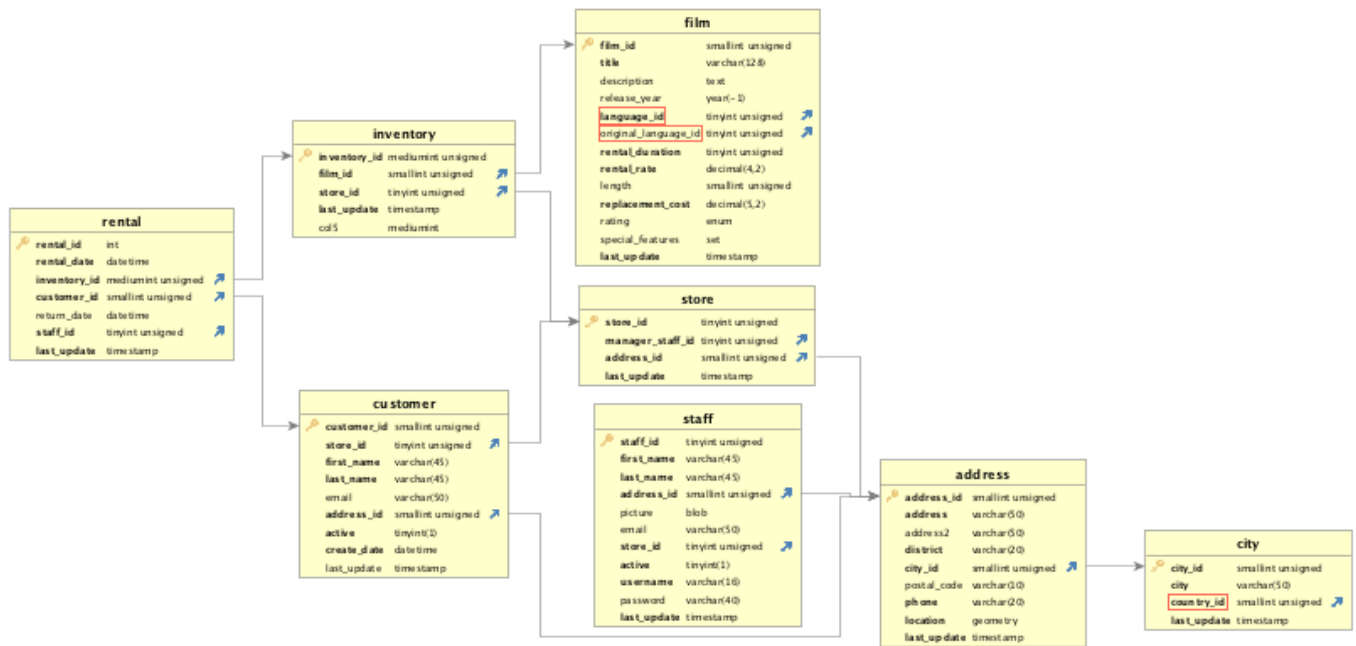 film
film_id smallint unsigned
title varchar(128)
description text
release_year year(-1)
language_id tinyint unsigned
original_language_id tinyint unsigned
rental_duration tinyint unsigned
rental_rate decimal(4,2)
length smallint unsigned
replacement_cost decimal(5,2)
rating enum
special_features set
last_update timestamp
inventory
inventory_id mediumint unsigned
film_id smallint unsigned
store_id tinyint unsigned
last_update timestamp
col5 mediumint
rental
rental_id int
rental_date datetime
inventory_id mediumint unsigned
customer_id smallint unsigned
return_date datetime
staff_id tinyint unsigned
last_update timestamp
store
store_id tinyint unsigned
manager_staff_id tinyint unsigned
address_id smallint unsigned
last_update timestamp
customer
customer_id smallint unsigned
store_id tinyint unsigned
first_name varchar(45)
last_name varchar(45)
email varchar(50)
address_id smallint unsigned
active tinyint(1)
create_date datetime
last_update timestamp
staff
staff_id tinyint unsigned
first_name varchar(45)
last_name varchar(45)
address_id smallint unsigned
picture blob
email varchar(50)
store_id tinyint unsigned
active tinyint(1)
username varchar(16)
password varchar(40)
last_update timestamp
address
address_id smallint unsigned
address varchar(50)
address2 varchar(50)
district varchar(20)
city_id smallint unsigned
postal_code varchar(10)
phone varchar(20)
location geometry
last_update timestamp
city
city_id smallint unsigned
city varchar(50)
country_id smallint unsigned
last_update timestamp